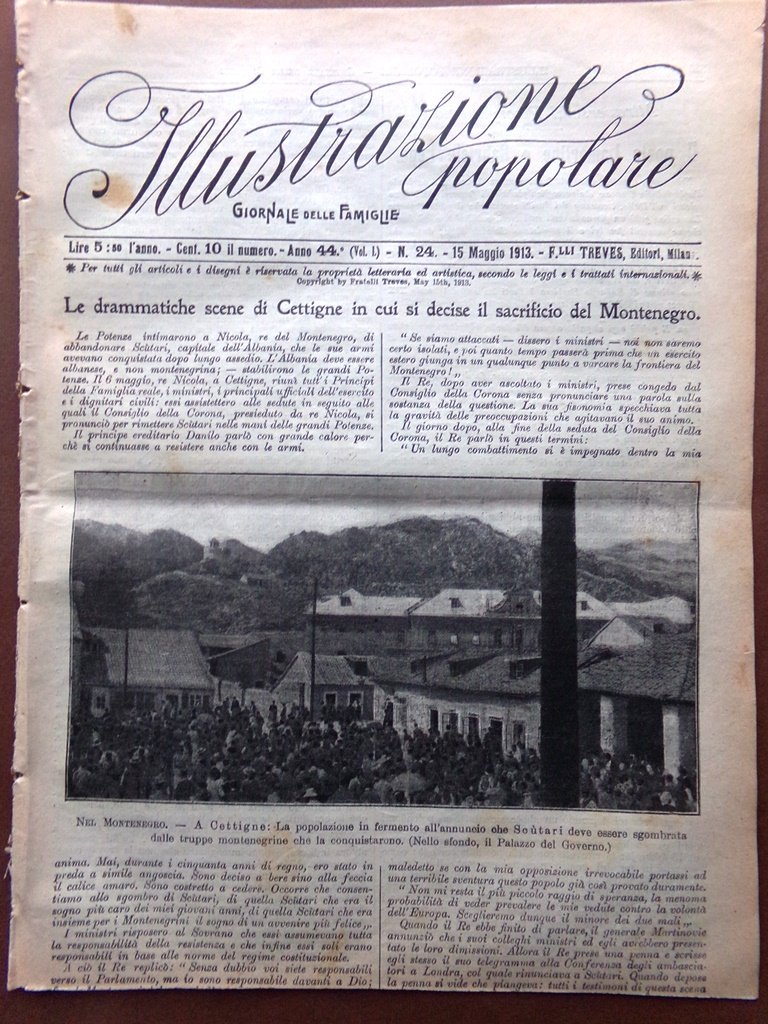 Illustrazione
popolare
GIORNALE DELLE FAMIGLIE
Lire 5:50 l'anno. - Cent. 10 il numero. - Anno 44.° (Vol. L) - N. 24. - 15 Maggio 1913. - F.LLI TREVES, Editori, Milano.
* Per tutti gli articoli e i disegni è riservata la proprietà letteraria ed artistica, secondo le leggi e i trattati internazionali. *
Copyright by Fratelli Treves, May 15th, 1913.
Le drammatiche scene di Cettigne in cui si decise il sacrificio del Montenegro.
Le Potenze intimarono a Nicola, re del Montenegro, di
abbandonare Scùtari, capitale dell'Albania, che le sue armi
avevano conquistata dopo lungo assedio. L'Albania deve essere
albanese, e non montenegrina; — stabilirono le grandi Po-
tenze. Il 6 maggio, re Nicola, a Cettigne, riunì tutt'i Principi
della Famiglia reale, i ministri, i principali ufficiali dell'esercito
e i dignitari civili: essi assistettero alle sedute in seguito alle
quali il Consiglio della Corona, presieduto da re Nicola, si
pronunciò per rimettere Scùtari nelle mani delle grandi Potenze.
Il principe ereditario Danilo parlò con grande calore per-
chè si continuasse a resistere anche con le armi.
“ Se siamo attaccati — dissero i ministri — noi non saremo
certo isolati, e poi quanto tempo passerà prima che un esercito
estero giunga in un qualunque punto a varcare la frontiera del
Montenegro! „
Il Re, dopo aver ascoltato i ministri, prese congedo dal
Consiglio della Corona senza pronunciare una parola sulla
sostanza della questione. La sua fisonomia specchiava tutta
la gravità delle preoccupazioni che agitavano il suo animo.
Il giorno dopo, alla fine della seduta del Consiglio della
Corona, il Re parlò in questi termini:
“ Un lungo combattimento si è impegnato dentro la mia
NEL MONTENEGRO. — A Cettigne: La popolazione in fermento all'annuncio che Scùtari deve essere sgombrata
dalle truppe montenegrine che la conquistarono. (Nello sfondo, il Palazzo del Governo.)
anima. Mai, durante i cinquanta anni di regno, ero stato in
preda a simile angoscia. Sono deciso a bere sino alla feccia
il calice amaro. Sono costretto a cedere. Occorre che consen-
tiamo allo sgombro di Scùtari, di quella Scùtari che era il
sogno più caro dei miei giovani anni, di quella Scùtari che era
insieme per i Montenegrini il sogno di un avvenire più felice „.
I ministri risposero al Sovrano che essi assumevano tutta
la responsabilità della resistenza e che infine essi soli erano
responsabili in base alle norme del regime costituzionale.
A ciò il Re replicò: “ Senza dubbio voi siete responsabili
verso il Parlamento, ma io sono responsabile davanti a Dio;
maledetto se con la mia opposizione irrevocabile portassi ad
una terribile sventura questo popolo già così provato duramente.
“ Non mi resta il più piccolo raggio di speranza, la menoma
probabilità di veder prevalere le mie vedute contro la volontà
dell'Europa. Sceglieremo dunque il minore dei due mali „.
Quando il Re ebbe finito di parlare, il generale Martinovic
annunziò che i suoi colleghi ministri ed egli avrebbero presen-
tato le loro dimissioni. Allora il Re prese una penna e scrisse
egli stesso il suo telegramma alla Conferenza degli ambascia-
tori a Londra, col quale rinunciava a Scùtari. Quando depose
la penna si vide che piangeva: tutti i testimoni di questa scena